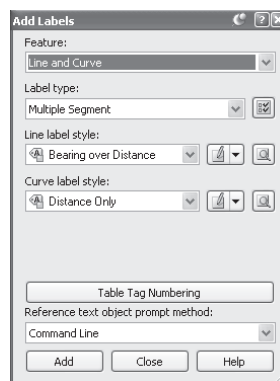 Add Labels
Feature:
Line and Curve
Label type:
Multiple Segment
Line label style:
Bearing over Distance
Curve label style:
Distance Only
Table Tag Numbering
Reference text object prompt method:
Command Line
Add Close Help